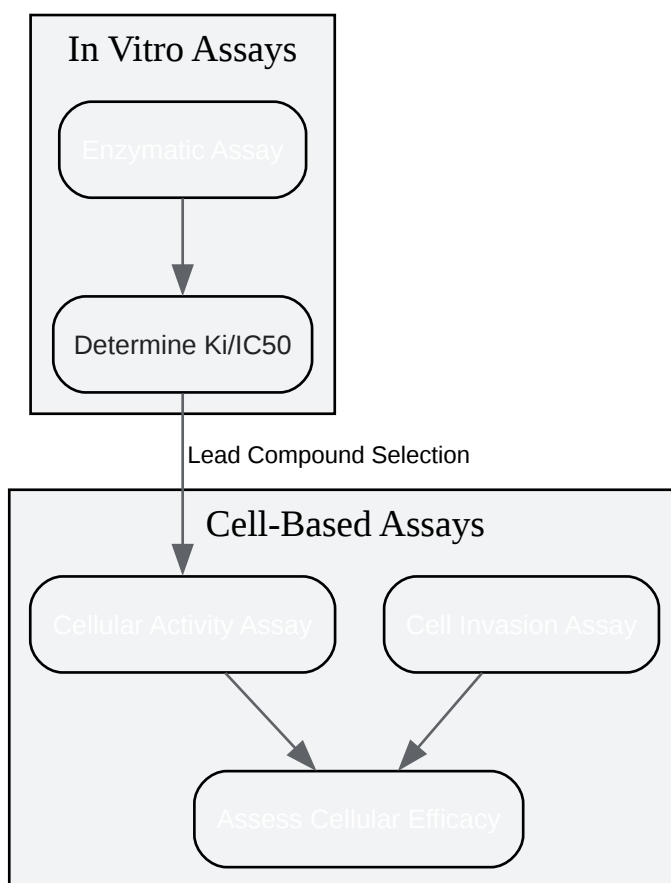 In Vitro Assays
Enzymatic Assay
Determine Ki/IC50
Lead Compound Selection
Cell-Based Assays
Cellular Activity Assay
Cell Invasion Assay
Assess Cellular Efficacy